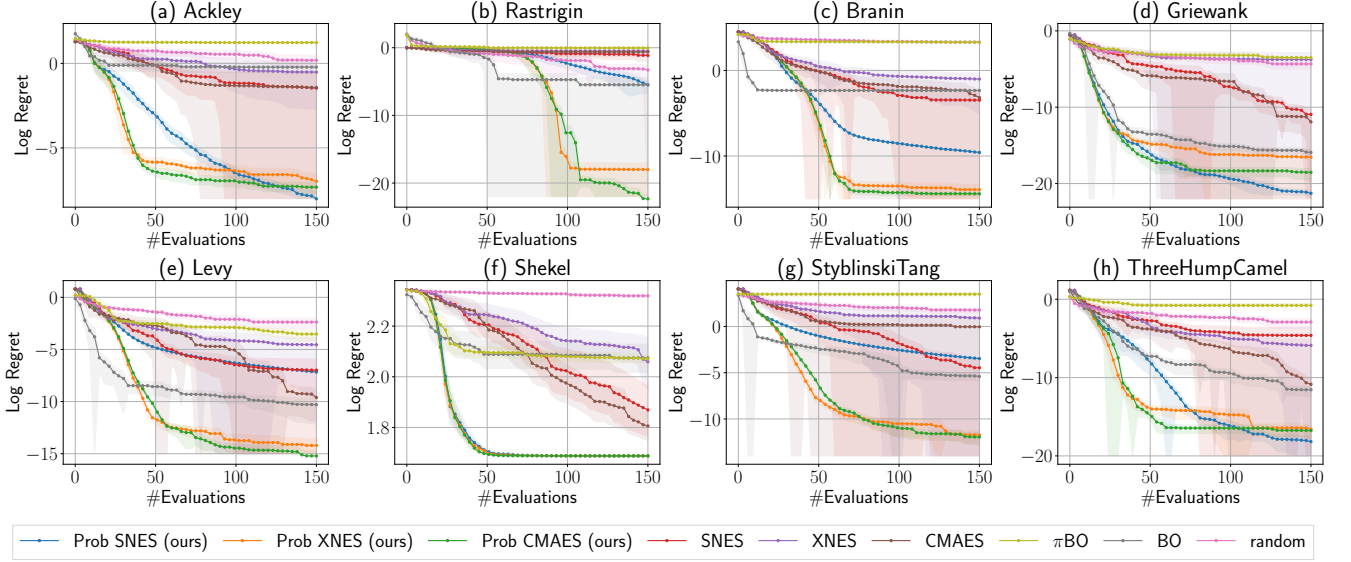 (a) Ackley
(b) Rastrigin
(c) Branin
(d) Griewank
Log Regret
0
−5
0
50
100
150
#Evaluations
Log Regret
0
−10
−20
0
50
100
150
#Evaluations
Log Regret
0
−10
0
50
100
150
#Evaluations
Log Regret
0
−10
−20
0
50
100
150
#Evaluations
(e) Levy
(f) Shekel
(g) StyblinskiTang
(h) ThreeHumpCamel
Log Regret
0
−5
−10
−15
0
50
100
150
#Evaluations
Log Regret
2.2
2.0
1.8
0
50
100
150
#Evaluations
Log Regret
0
−5
−10
0
50
100
150
#Evaluations
Log Regret
0
−10
−20
0
50
100
150
#Evaluations
Prob SNES (ours) Prob XNES (ours) Prob CMAES (ours) SNES XNES CMAES πBO BO random